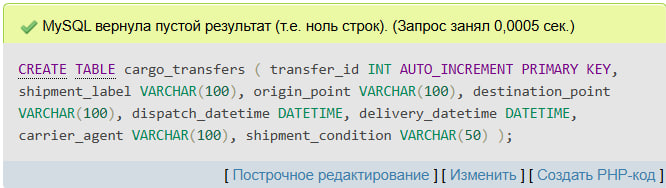 MySQL вернула пустой результат (т.е. ноль строк). (Запрос занял 0,0005 сек.)
CREATE TABLE cargo_transfers ( transfer_id INT AUTO_INCREMENT PRIMARY KEY,
shipment_label VARCHAR(100), origin_point VARCHAR(100), destination_point
VARCHAR(100), dispatch_datetime DATETIME, delivery_datetime DATETIME,
carrier_agent VARCHAR(100), shipment_condition VARCHAR(50) );
[ Построчное редактирование ] [ Изменить ] [ Создать PHP-код ]